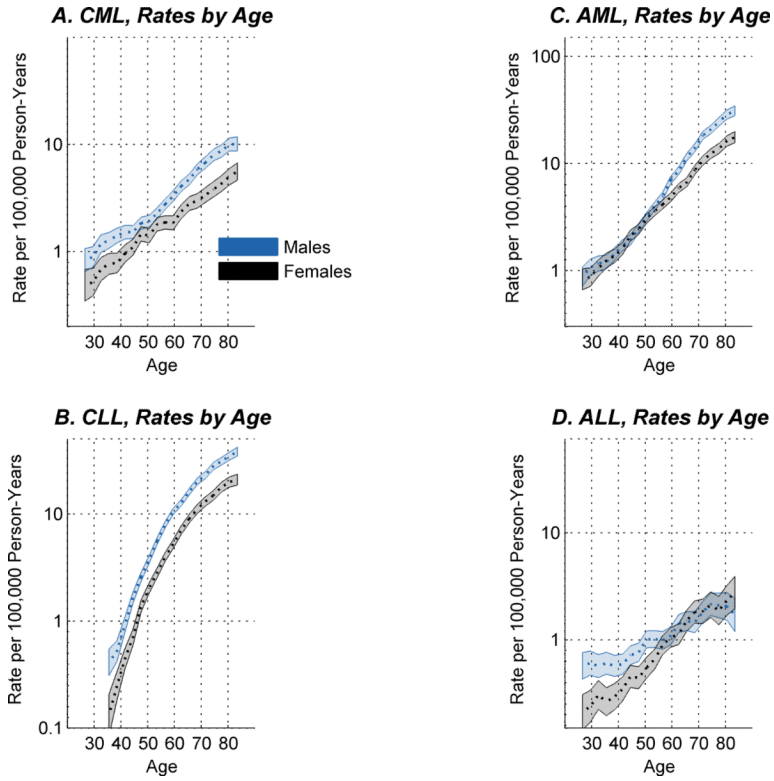 A. CML, Rates by Age
Rate per 100,000 Person-Years
10
1
30 40 50 60 70 80
Age
Males
Females
C. AML, Rates by Age
Rate per 100,000 Person-Years
100
10
1
30 40 50 60 70 80
Age
B. CLL, Rates by Age
Rate per 100,000 Person-Years
10
1
0.1
30 40 50 60 70 80
Age
D. ALL, Rates by Age
Rate per 100,000 Person-Years
10
1
30 40 50 60 70 80
Age